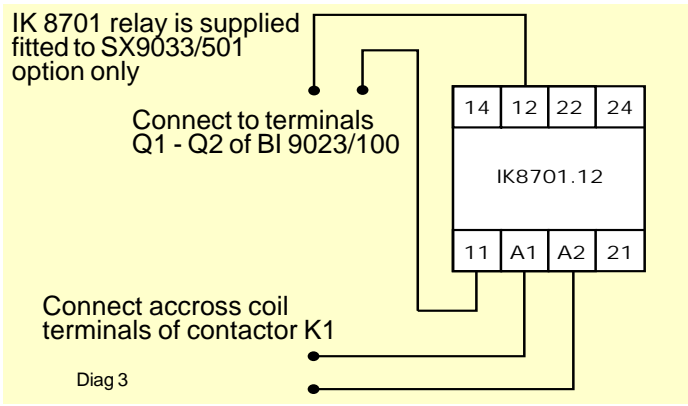 IK 8701 relay is supplied
fitted to SX9033/501
option only
Connect to terminals
Q1 - Q2 of BI 9023/100
14 12 22 24
IK8701.12
11 A1 A2 21
Connect accross coil
terminals of contactor K1
Diag 3